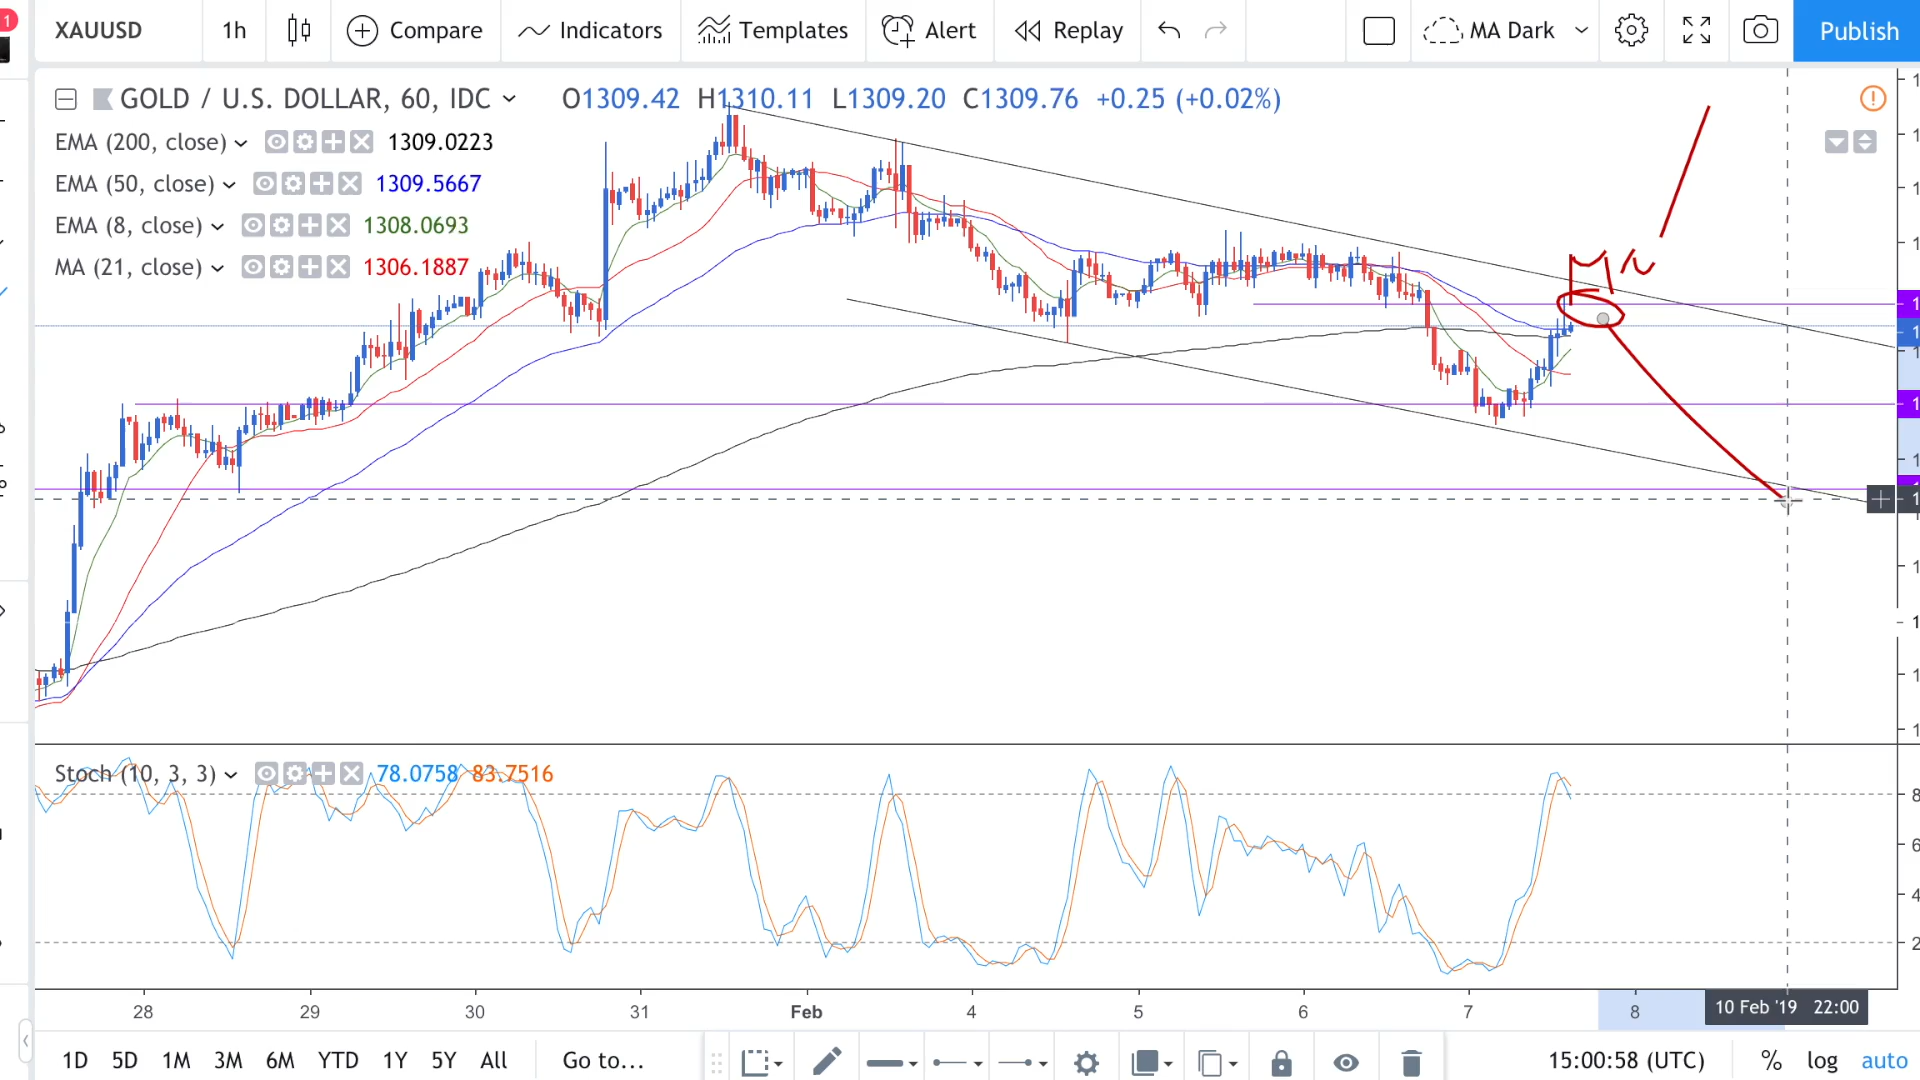 1
XAUUSD 1h Compare Indicators Templates Alert Replay MA Dark Publish
GOLD / U.S. DOLLAR, 60, IDC O1309.42 H1310.11 L1309.20 C1309.76 +0.25 (+0.02%)
EMA (200, close) 1309.0223
EMA (50, close) 1309.5667
EMA (8, close) 1308.0693
MA (21, close) 1306.1887
Stoch (10, 3, 3) 78.0758 83.7516
28 29 30 31 Feb 4 5 6 7 8 10 Feb '19 22:00
1D 5D 1M 3M 6M YTD 1Y 5Y All Go to... 15:00:58 (UTC) % log auto